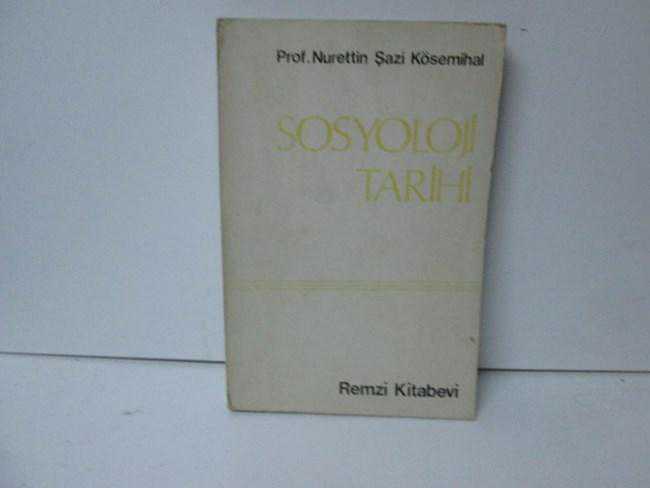 Prof. Nurettin Şazi Kösemihal
SOSYOLOJİ
TARİHİ
Remzi Kitabevi